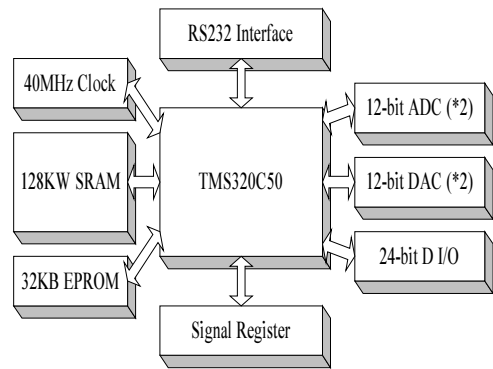 RS232 Interface
40MHz Clock
12-bit ADC (*2)
128KW SRAM
TMS320C50
12-bit DAC (*2)
32KB EPROM
24-bit D I/O
Signal Register